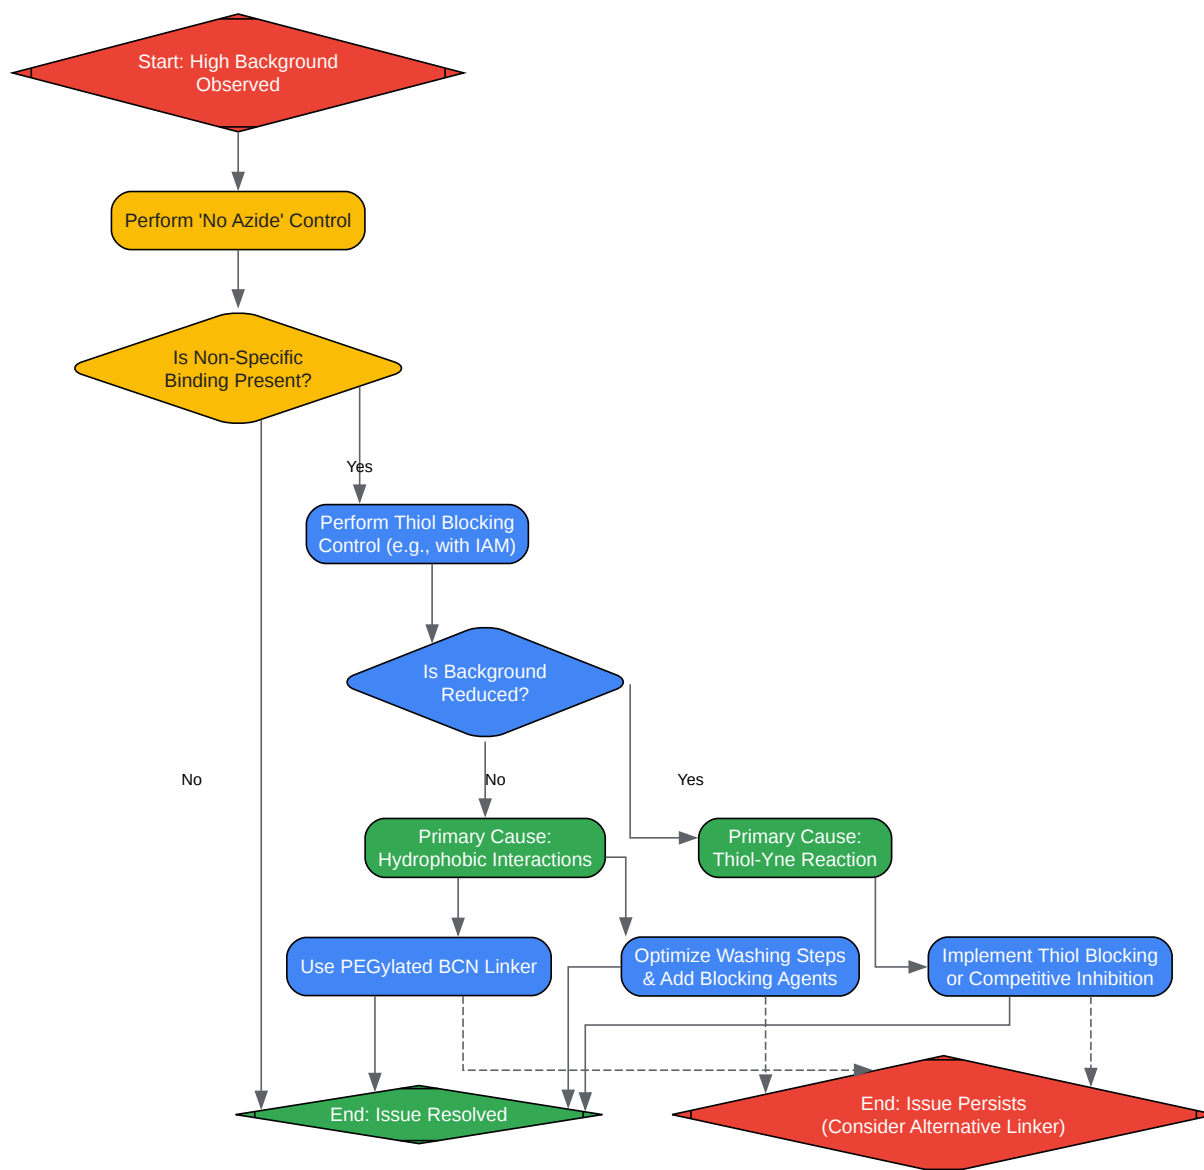 Start: High Background
Observed
Perform 'No Azide' Control
Is Non-Specific
Binding Present?
Yes
Perform Thiol Blocking
Control (e.g., with IAM)
Is Background
Reduced?
No
No
Yes
Primary Cause:
Hydrophobic Interactions
Primary Cause:
Thiol-Yne Reaction
Use PEGylated BCN Linker
Optimize Washing Steps
& Add Blocking Agents
Implement Thiol Blocking
or Competitive Inhibition
End: Issue Resolved
End: Issue Persists
(Consider Alternative Linker)